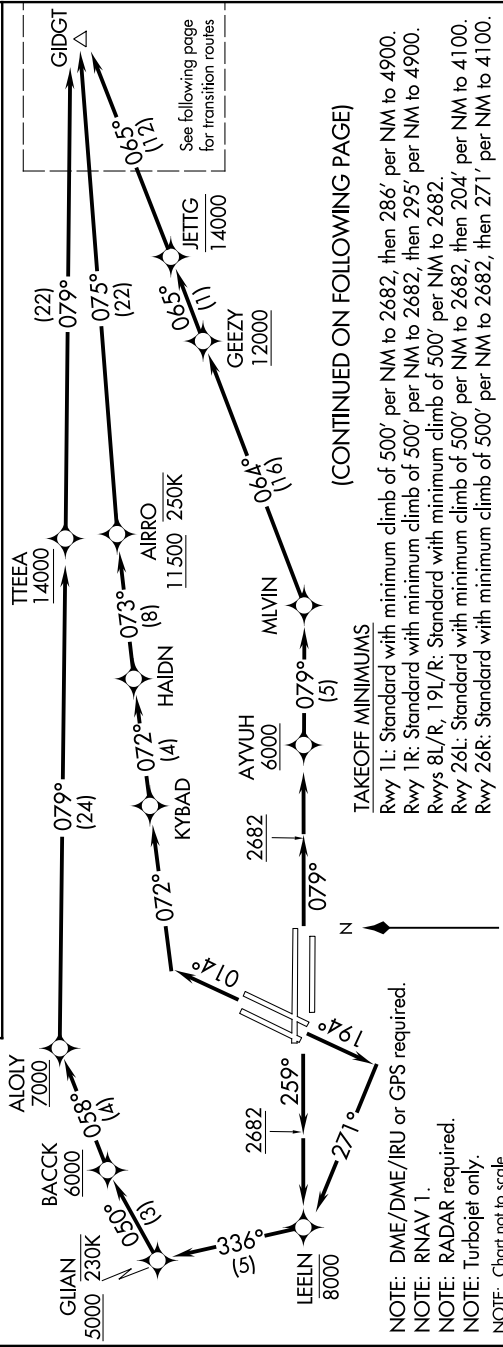 ALOLY
7000
TTEEA
14000
GIDGT
BACCK
6000
058°
(4)
079°
(24)
(22)
079°
075°
(22)
See following page
for transition routes
GLIAN
5000 230K
050°
(3)
KYBAD
072°
(4)
HAIDN
073°
(8)
AIRRO
11500 250K
065°
(12)
JETTG
14000
065°
(1)
GEEZY
12000
072°
014°
336°
(5)
LEELN
8000
2682
259°
271°
194°
2682
079°
AYVUH
6000
079°
(5)
MLVIN
064°
(16)
N
(CONTINUED ON FOLLOWING PAGE)
TAKEOFF MINIMUMS
Rwy 1L: Standard with minimum climb of 500' per NM to 2682, then 286' per NM to 4900.
Rwy 1R: Standard with minimum climb of 500' per NM to 2682, then 295' per NM to 4900.
Rwys 8L/R, 19L/R: Standard with minimum climb of 500' per NM to 2682.
Rwy 26L: Standard with minimum climb of 500' per NM to 2682, then 204' per NM to 4100.
Rwy 26R: Standard with minimum climb of 500' per NM to 2682, then 271' per NM to 4100.
NOTE: DME/DME/IRU or GPS required.
NOTE: RNAV 1.
NOTE: RADAR required.
NOTE: Turbojet only.
NOTE: Chart not to scale